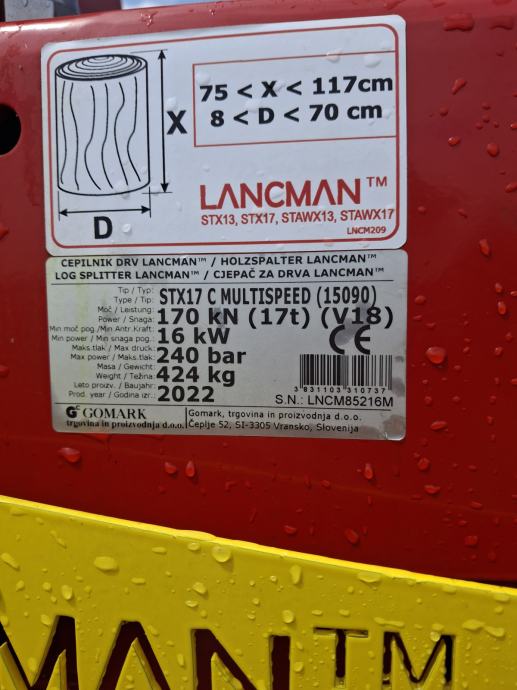 X
D
75 < X < 117cm
8 < D < 70 cm
LANCMAN™
STX13, STX17, STAWX13, STAWX17
LNCM209
CEPILNIK DRV LANCMAN™ / HOLZSPALTER LANCMAN™
LOG SPLITTER LANCMAN™ / CJEPAČ ZA DRVA LANCMAN™
Tip / Typ:
Type / Tip: STX17 C MULTISPEED (15090)
Moč / Leistung:
Power / Snaga: 170 kN (17t) (V18)
Min moč pog./Min Antr.Kraft:
Min power / Min snaga pog.: 16 kW
Maks.tlak / Max druck:
Max power / Maks.tlak: 240 bar
Masa / Gewicht:
Weight / Težina: 424 kg
Leto proizv. / Baujahr:
Prod. year / Godina izr.: 2022
CE
3831103310737
S.N.: LNCM85216M
GOMARK
trgovina in proizvodnja d.o.o.
Gomark, trgovina in proizvodnja d.o.o.
Čeplje 52, SI-3305 Vransko, Slovenija
MAN™